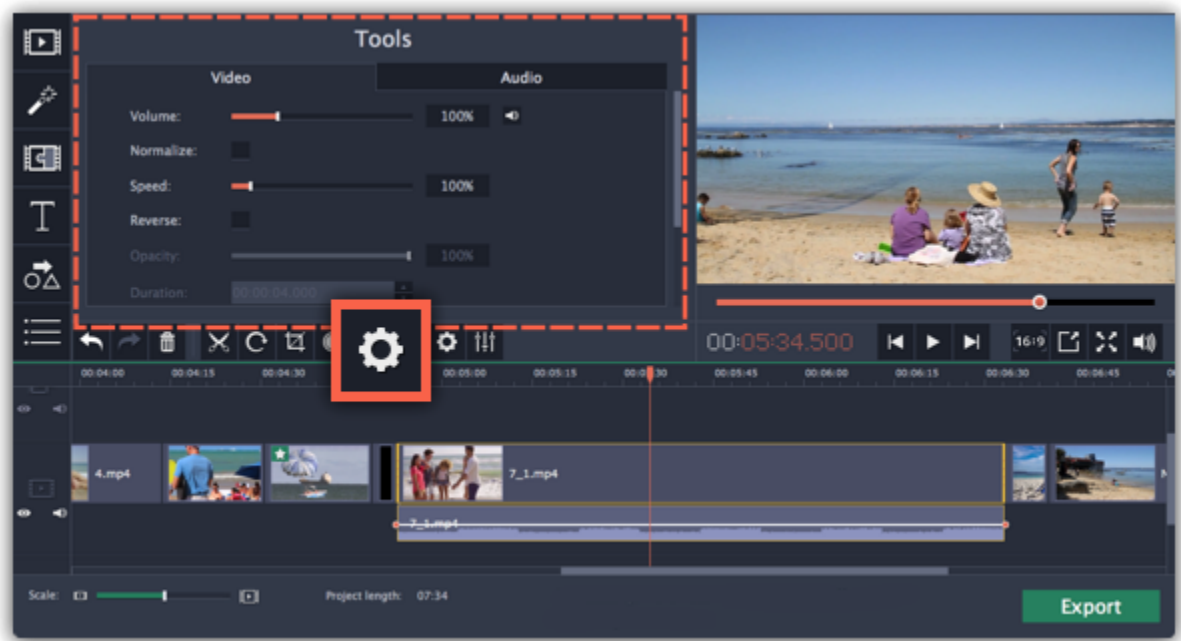 Tools
Video Audio
Volume: 100%
Normalize:
Speed: 100%
Reverse:
Opacity: 100%
Duration: 00:00:04.000
T
00:05:34.500
16:9
00:04:00 00:04:15 00:04:30 00:05:00 00:05:15 00:05:45 00:06:00 00:06:15 00:06:30 00:06:45
4.mp4 7_1.mp4
7_1.mp4
Scale: Project length: 07:34
Export